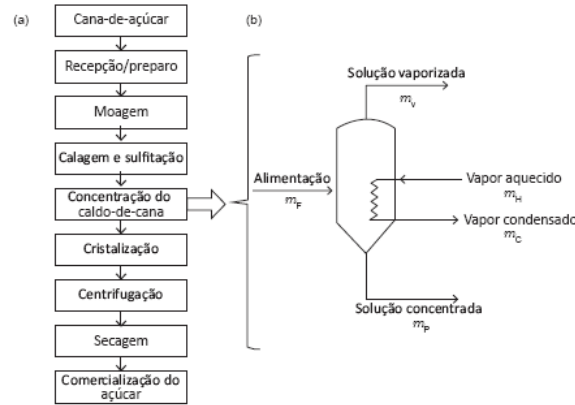 (a)
Cana-de-açúcar
Recepção/preparo
Moagem
Calagem e sulfitação
Concentração do
caldo-de-cana
Cristalização
Centrifugação
Secagem
Comercialização do
açúcar
(b)
Solução vaporizada
m_V
Alimentação
m_F
Vapor aquecido
m_H
Vapor condensado
m_C
Solução concentrada
m_P